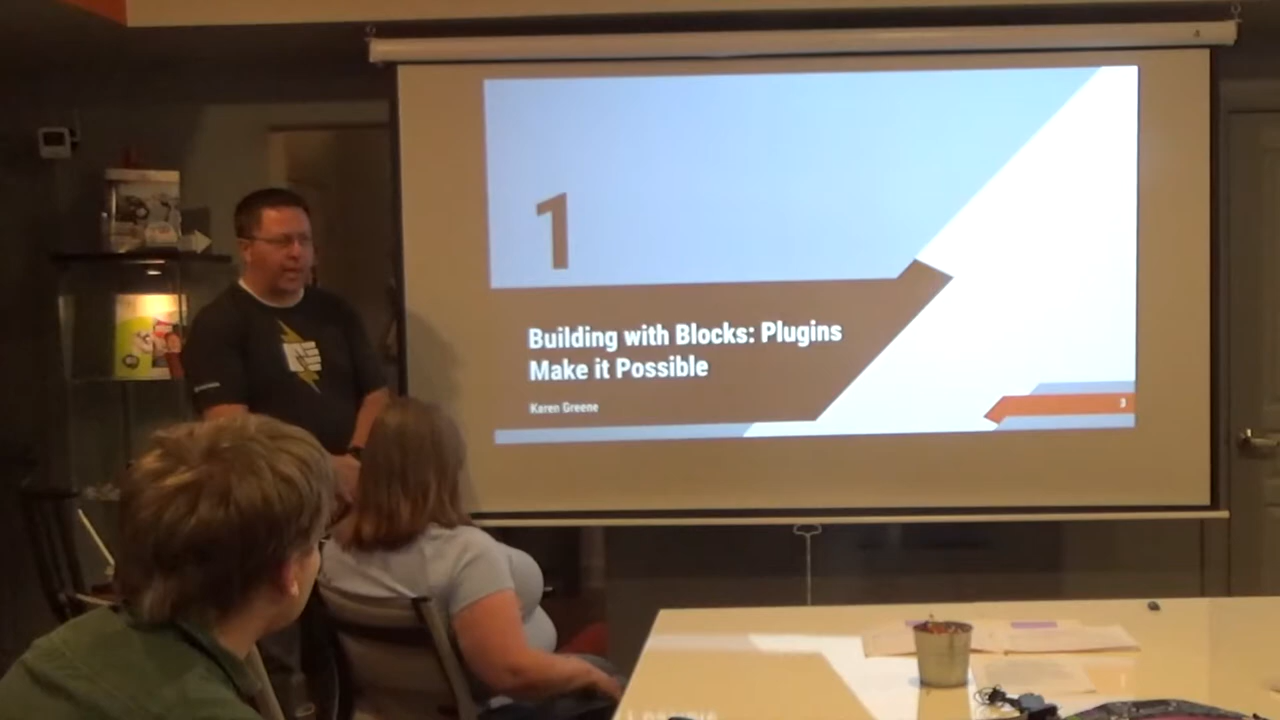 1
Building with Blocks: Plugins
Make it Possible
Karen Greene
3